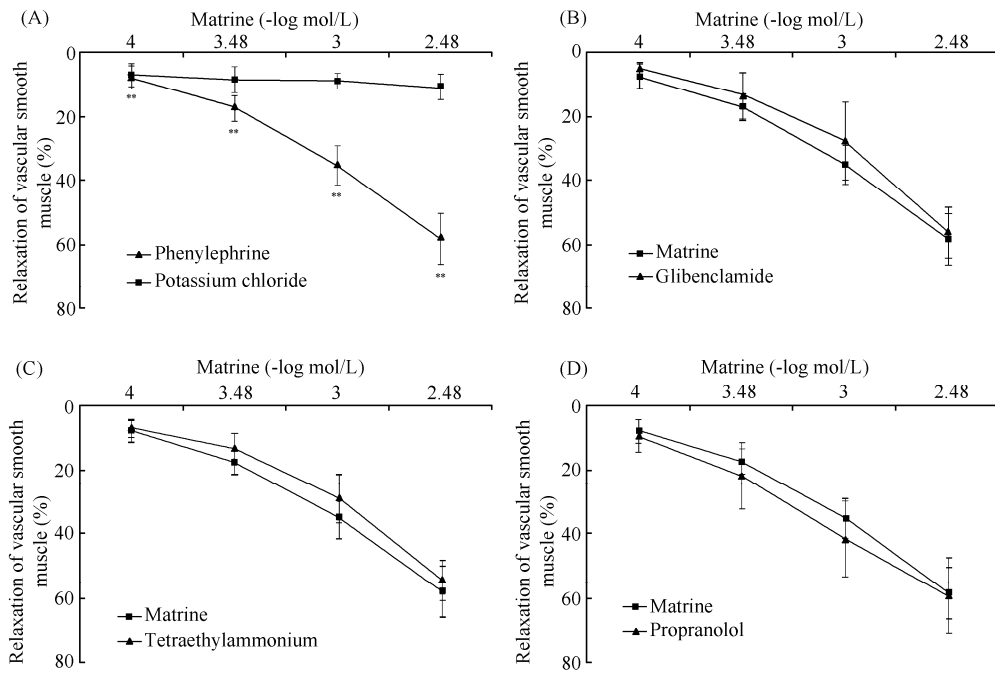 (A)
Matrine (-log mol/L)
4 3.48 3 2.48
0
20
40
60
80
Relaxation of vascular smooth
muscle (%)
**
**
**
**
Phenylephrine
Potassium chloride
(B)
Matrine (-log mol/L)
4 3.48 3 2.48
0
20
40
60
80
Relaxation of vascular smooth
muscle (%)
Matrine
Glibenclamide
(C)
Matrine (-log mol/L)
4 3.48 3 2.48
0
20
40
60
80
Relaxation of vascular smooth
muscle (%)
Matrine
Tetraethylammonium
(D)
Matrine (-log mol/L)
4 3.48 3 2.48
0
20
40
60
80
Relaxation of vascular smooth
muscle (%)
Matrine
Propranolol